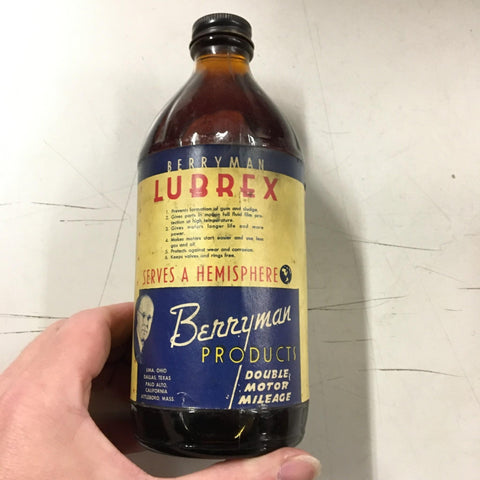 BERRYMAN
LUBREX
1. Prevents formation of gum and sludge.
2. Gives parts in motion full fluid film pro-
tection at high temperature.
3. Gives motors longer life and more
power.
4. Makes motors start easier and use less
gas and oil.
5. Protects against wear and corrosion.
6. Keeps valves and rings free.
SERVES A HEMISPHERE
Berryman
PRODUCTS
LIMA, OHIO
DALLAS, TEXAS
PALO ALTO,
CALIFORNIA
ATTLEBORO, MASS.
DOUBLE
MOTOR
MILEAGE